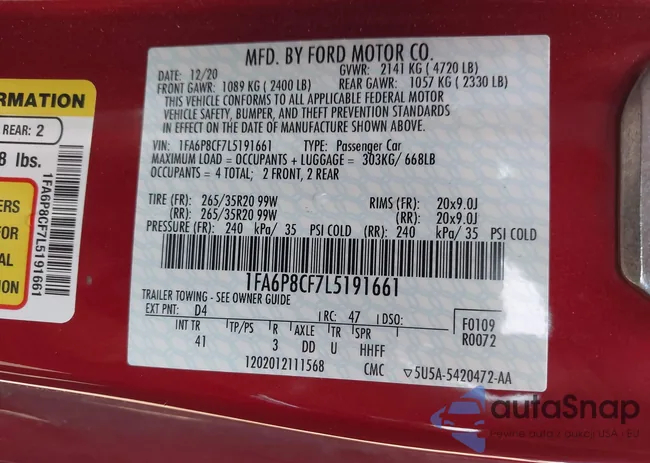 ORMATION
REAR: 2
8 lbs.
ERS
FOR
AL
ION
1FA6P8CF7L5191661
MFD. BY FORD MOTOR CO.
DATE: 12/20 GVWR: 2141 KG ( 4720 LB)
FRONT GAWR: 1089 KG ( 2400 LB) REAR GAWR: 1057 KG ( 2330 LB)
THIS VEHICLE CONFORMS TO ALL APPLICABLE FEDERAL MOTOR
VEHICLE SAFETY, BUMPER, AND THEFT PREVENTION STANDARDS
IN EFFECT ON THE DATE OF MANUFACTURE SHOWN ABOVE.
VIN: 1FA6P8CF7L5191661 TYPE: Passenger Car
MAXIMUM LOAD = OCCUPANTS + LUGGAGE = 303KG/ 668LB
OCCUPANTS = 4 TOTAL; 2 FRONT, 2 REAR
TIRE (FR): 265/35R20 99W RIMS (FR): 20x9.0J
(RR): 265/35R20 99W (RR): 20x9.0J
PRESSURE (FR): 240 kPa/ 35 PSI COLD (RR): 240 kPa/ 35 PSI COLD
1FA6P8CF7L5191661
TRAILER TOWING - SEE OWNER GUIDE
EXT PNT: D4 RC: 47 DSO: F0109
INT TR TP/PS R AXLE TR SPR R0072
41 3 DD U HHFF
1202012111568 CMC ▽5U5A-5420472-AA
autoSnap
Pewne auto z aukcji USA i EU